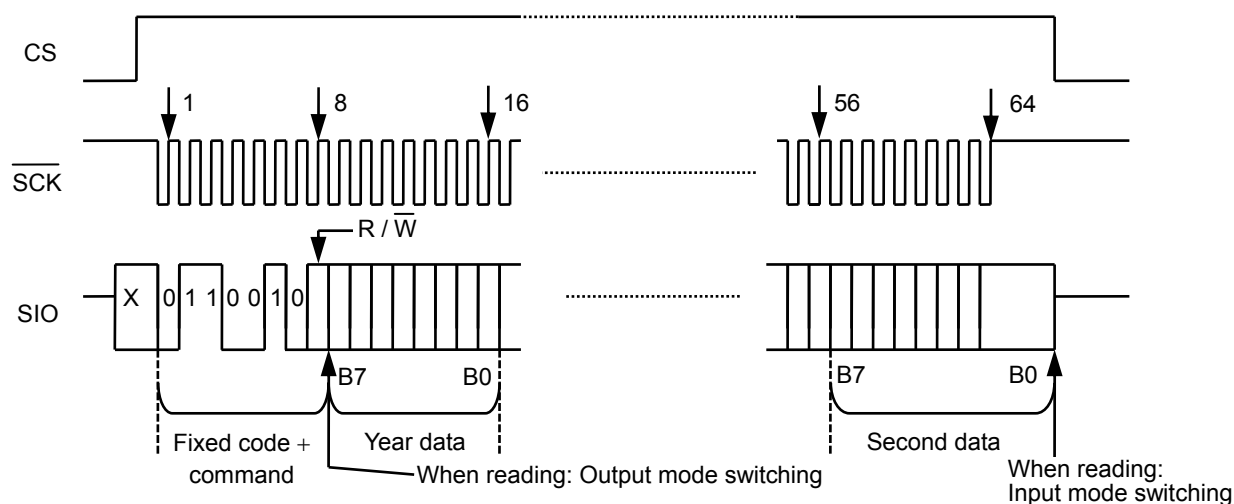 CS
1 8 16 56 64
S̅C̅K̅
R / W̅
SIO
X 0 1 1 0 0 1 0
B7 B0 B7 B0
Fixed code +
command
Year data
Second data
When reading: Output mode switching
When reading:
Input mode switching